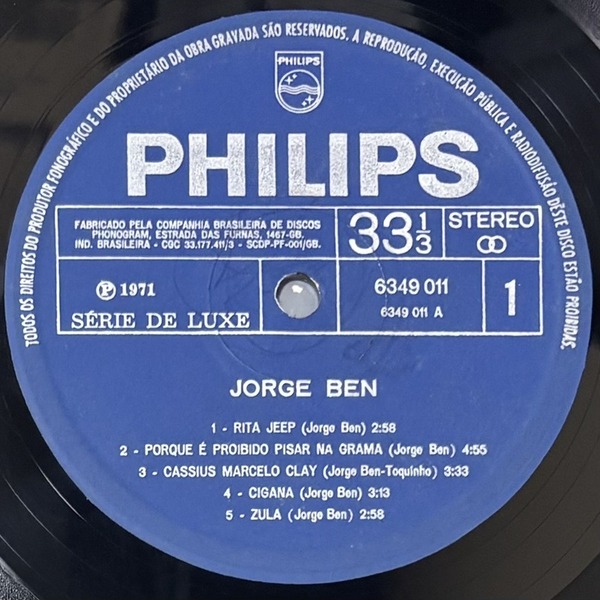 TODOS OS DIREITOS DO PRODUTOR FONOGRÁFICO E DO PROPRIETÁRIO DA OBRA GRAVADA SÃO RESERVADOS. A REPRODUÇÃO, EXECUÇÃO PÚBLICA E RADIODIFUSÃO DÊSTE DISCO ESTÃO PROIBIDAS.
PHILIPS
PHILIPS
FABRICADO PELA COMPANHIA BRASILEIRA DE DISCOS
PHONOGRAM, ESTRADA DAS FURNAS, 1467-GB.
IND. BRASILEIRA - CGC 33.177.411/3 - SCDP-PF-001/GB.
33 1/3
STEREO
℗ 1971
SÉRIE DE LUXE
6349 011
6349 011 A
1
JORGE BEN
1 - RITA JEEP (Jorge Ben) 2:58
2 - PORQUE É PROIBIDO PISAR NA GRAMA (Jorge Ben) 4:55
3 - CASSIUS MARCELO CLAY (Jorge Ben-Toquinho) 3:33
4 - CIGANA (Jorge Ben) 3:13
5 - ZULA (Jorge Ben) 2:58